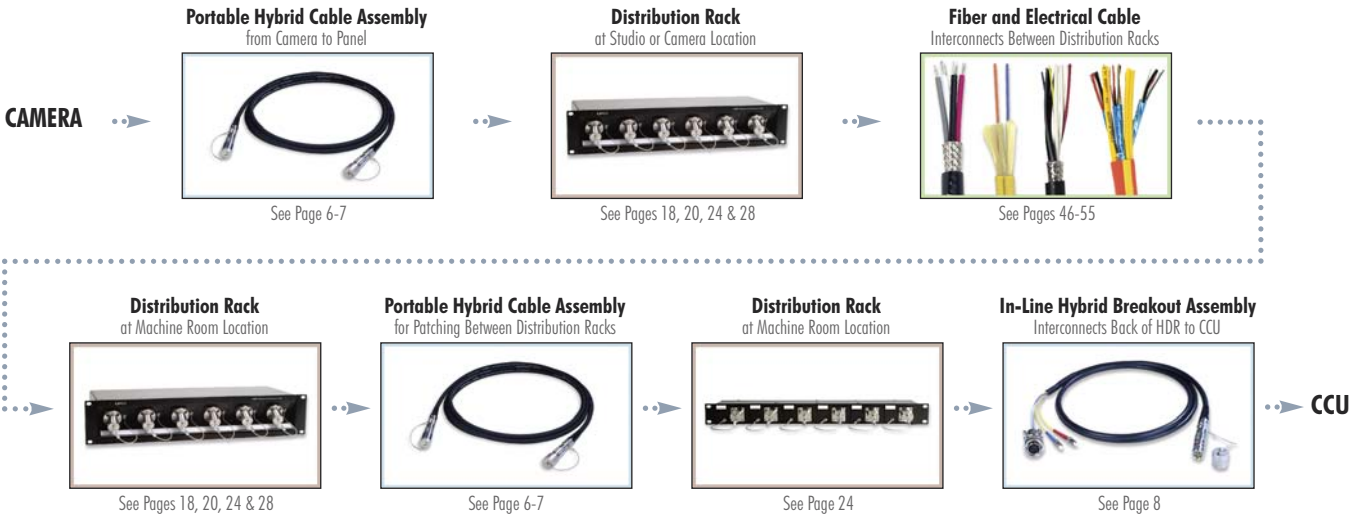 Portable Hybrid Cable Assembly
from Camera to Panel
See Page 6-7
Distribution Rack
at Studio or Camera Location
See Pages 18, 20, 24 & 28
Fiber and Electrical Cable
Interconnects Between Distribution Racks
See Pages 46-55
CAMERA
Distribution Rack
at Machine Room Location
See Pages 18, 20, 24 & 28
Portable Hybrid Cable Assembly
for Patching Between Distribution Racks
See Page 6-7
Distribution Rack
at Machine Room Location
See Page 24
In-Line Hybrid Breakout Assembly
Interconnects Back of HDR to CCU
See Page 8
CCU